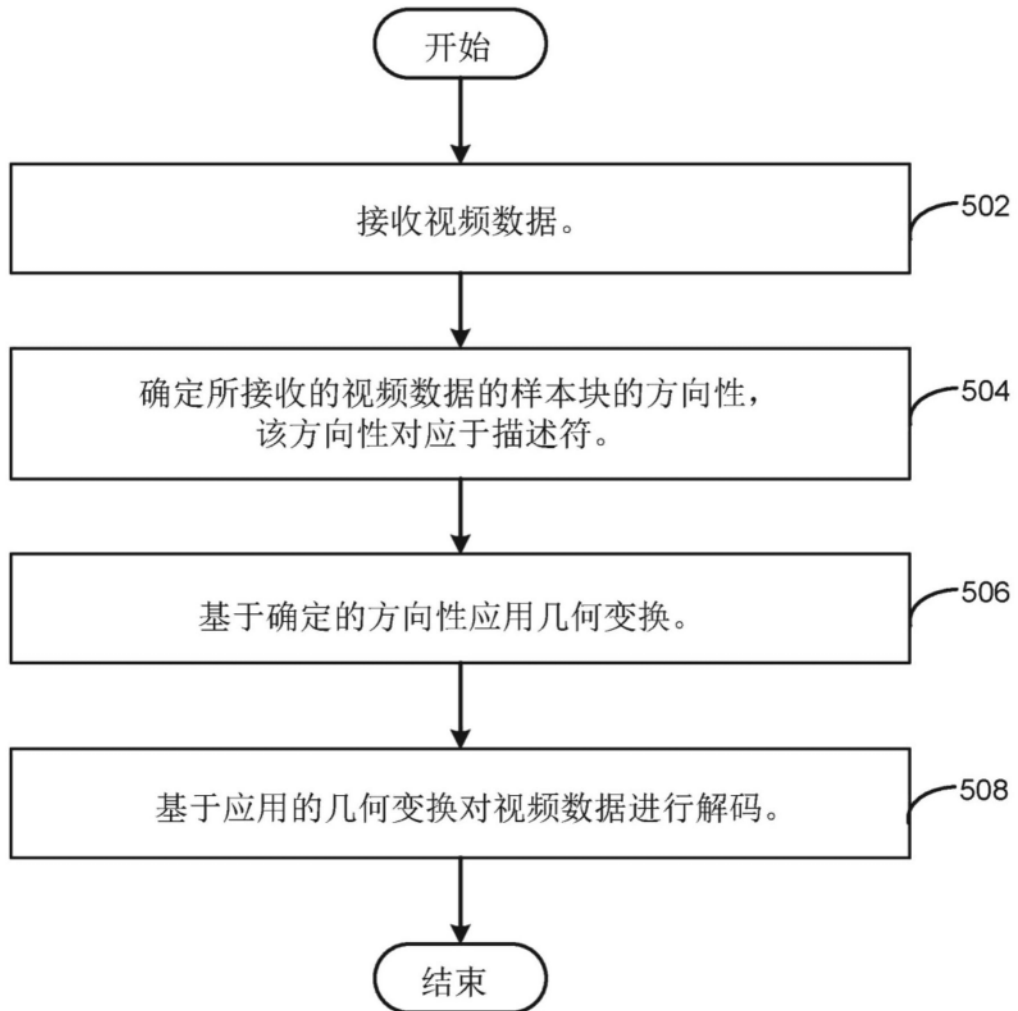 开始
接收视频数据。
502
确定所接收的视频数据的样本块的方向性，
该方向性对应于描述符。
504
基于确定的方向性应用几何变换。
506
基于应用的几何变换对视频数据进行解码。
508
结束